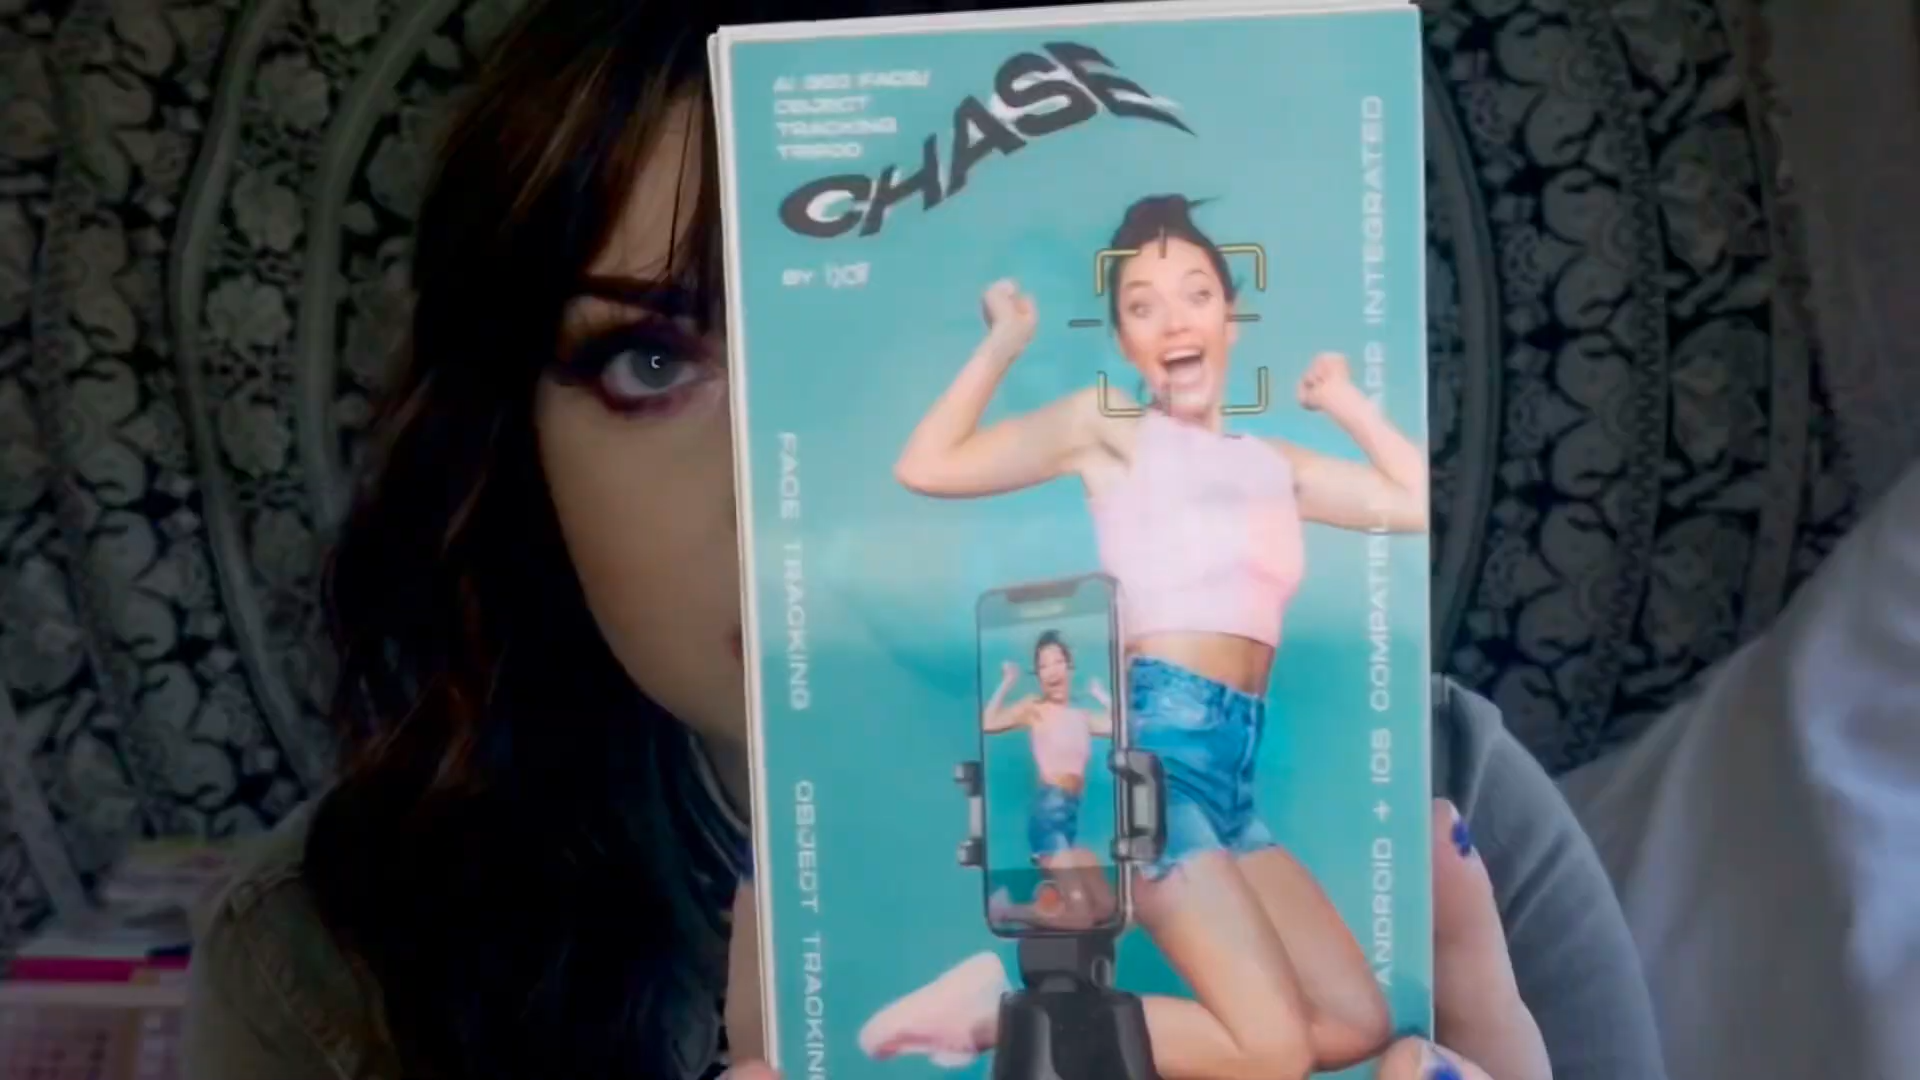 AI 360 FACE/
OBJECT
TRACKING
TRIPOD
CHASE
BY
FACE TRACKING
OBJECT TRACKING
ANDROID + IOS COMPATIBLE
APP INTEGRATED